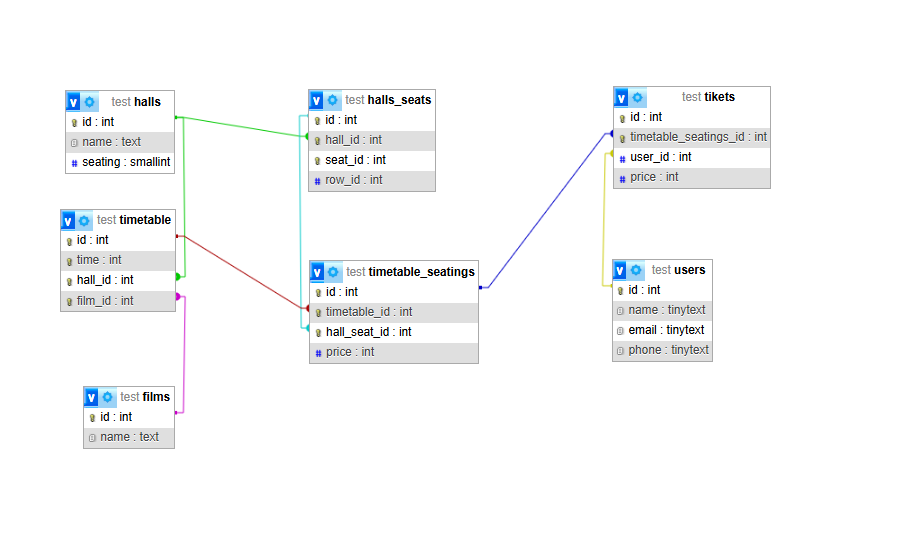 v test halls
id : int
name : text
# seating : smallint
v test halls_seats
id : int
hall_id : int
seat_id : int
# row_id : int
v test tikets
id : int
timetable_seatings_id : int
# user_id : int
# price : int
v test timetable
id : int
time : int
hall_id : int
film_id : int
v test timetable_seatings
id : int
timetable_id : int
hall_seat_id : int
# price : int
v test users
id : int
name : tinytext
email : tinytext
phone : tinytext
v test films
id : int
name : text